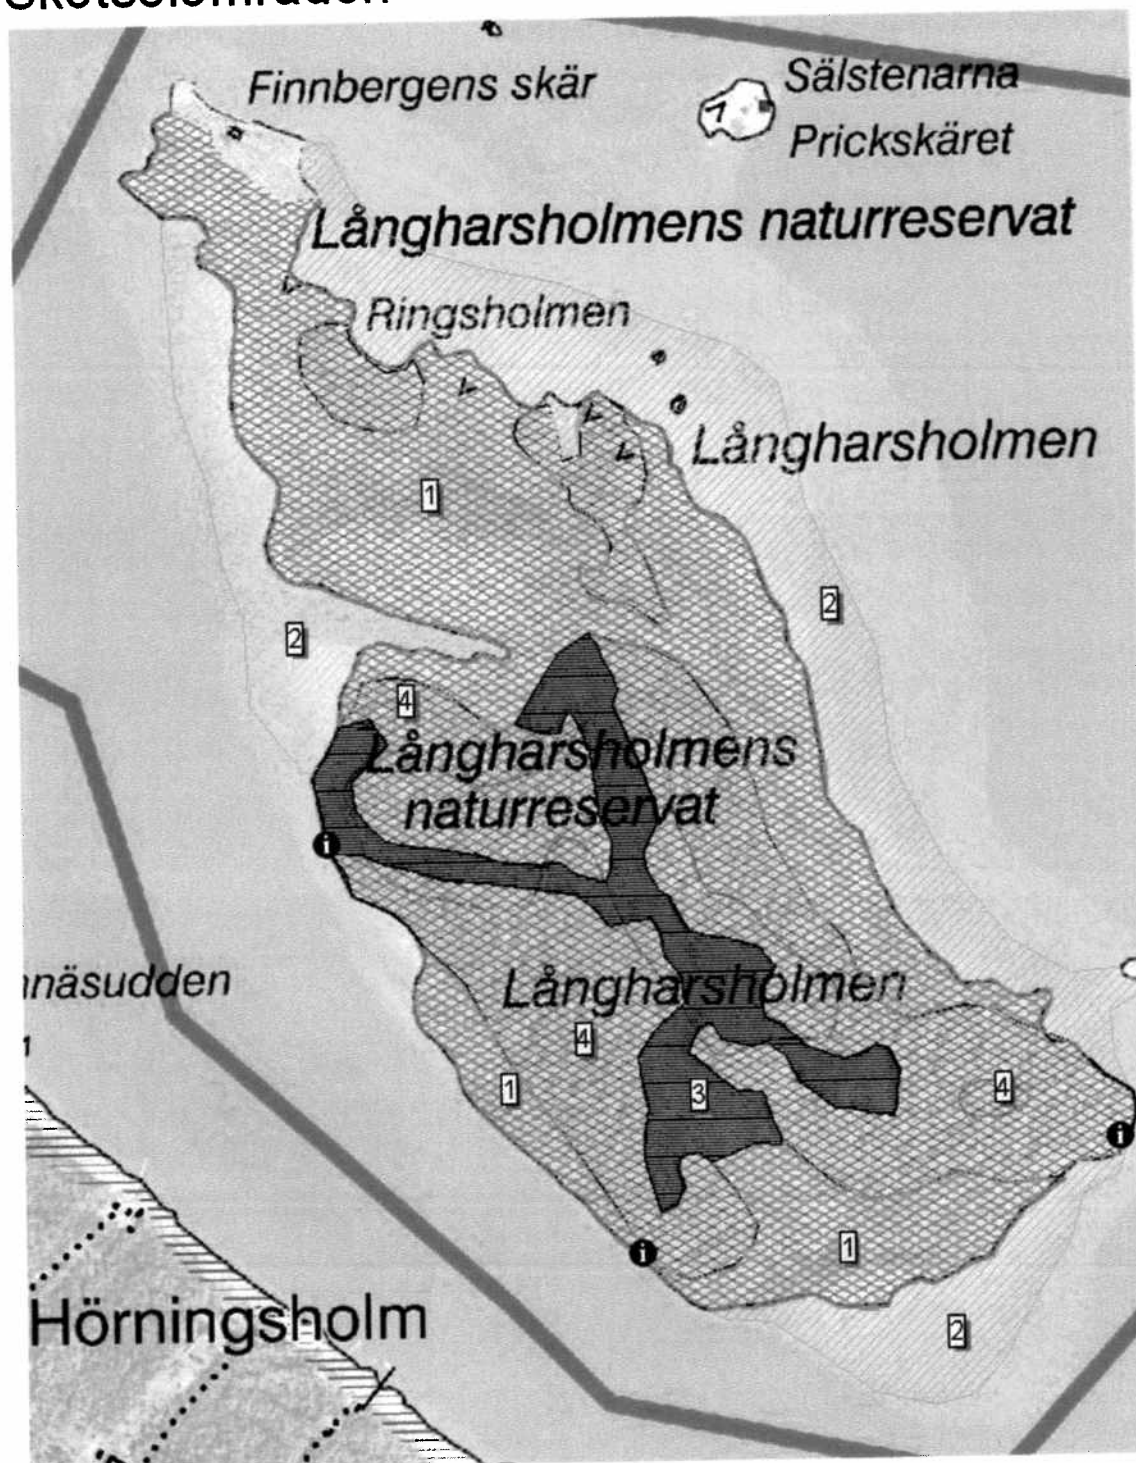 Skötselområden
Finnbergens skär
Sälstenarna
Prickskäret
Långharsholmens naturreservat
Ringsholmen
Långharsholmen
1
2
2
4
Långharsholmens
naturreservat
i
näsudden
Långharsholmen
4
1
3
4
i
i
1
Hörningsholm
2